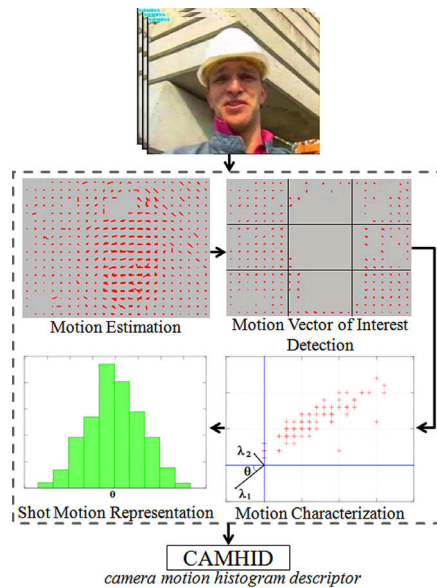 Motion Estimation
Motion Vector of Interest
Detection
λ₂
θ
λ₁
θ
Shot Motion Representation
Motion Characterization
CAMHID
camera motion histogram descriptor